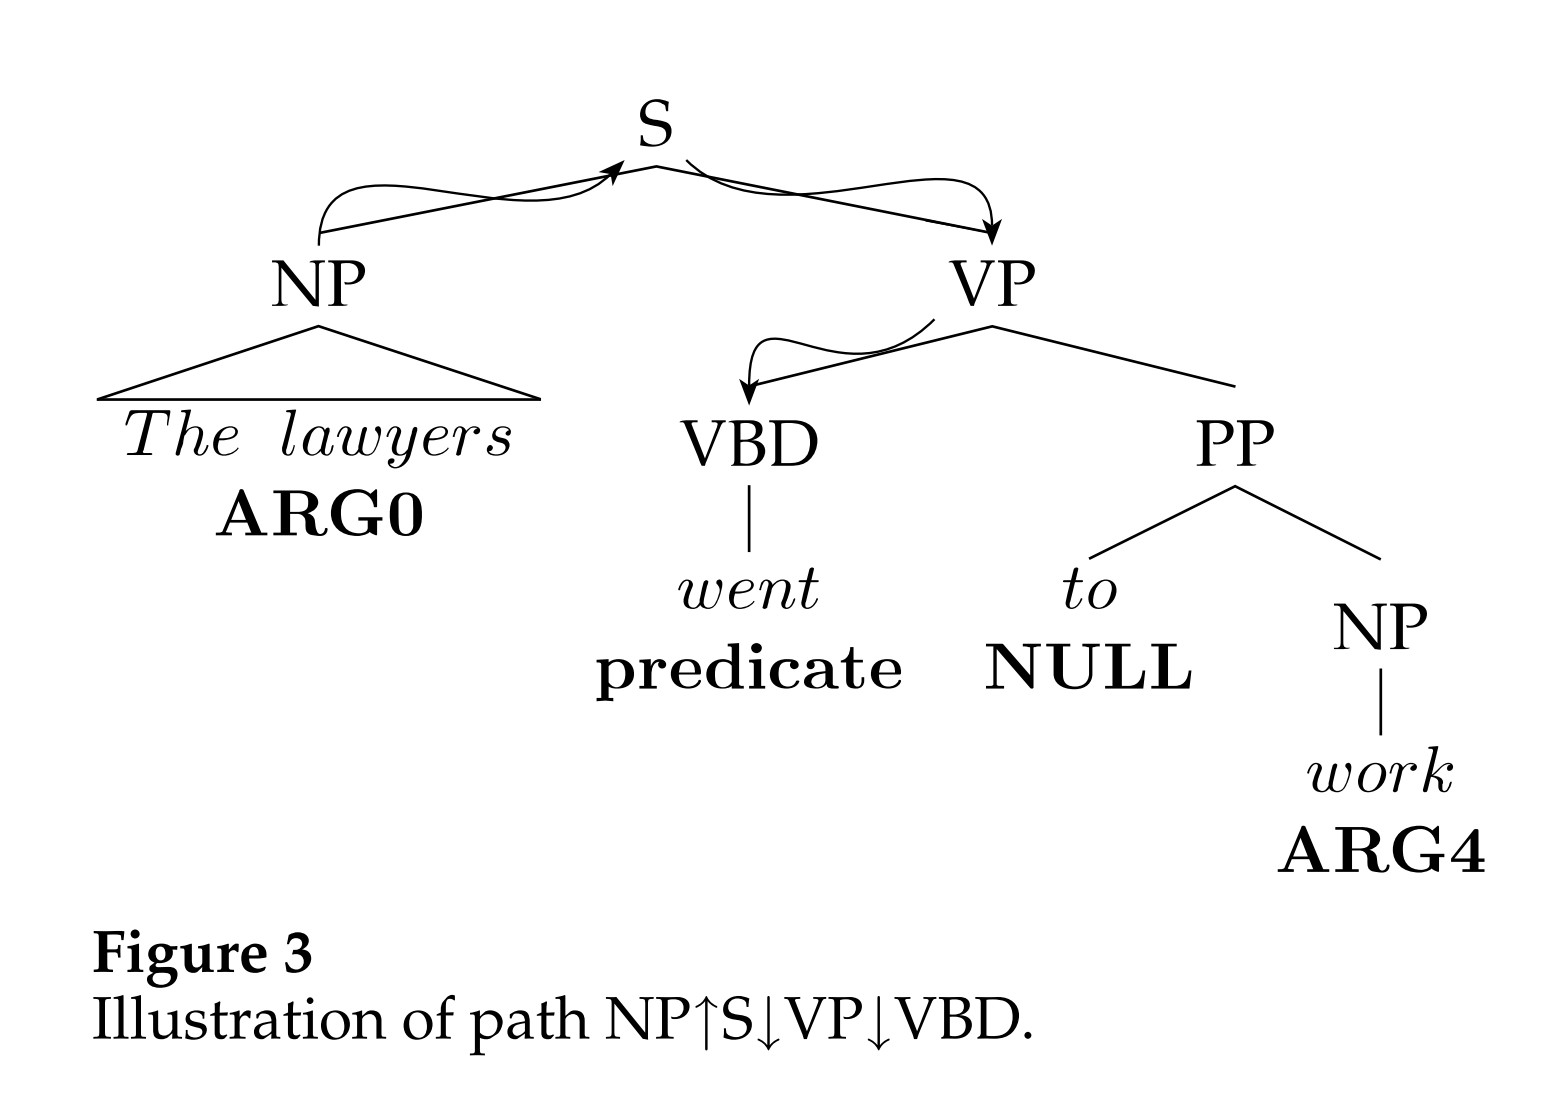 S
NP VP
The lawyers VBD PP
ARG0
went to NP
predicate NULL
work
ARG4
Figure 3
Illustration of path NP↑S↓VP↓VBD.